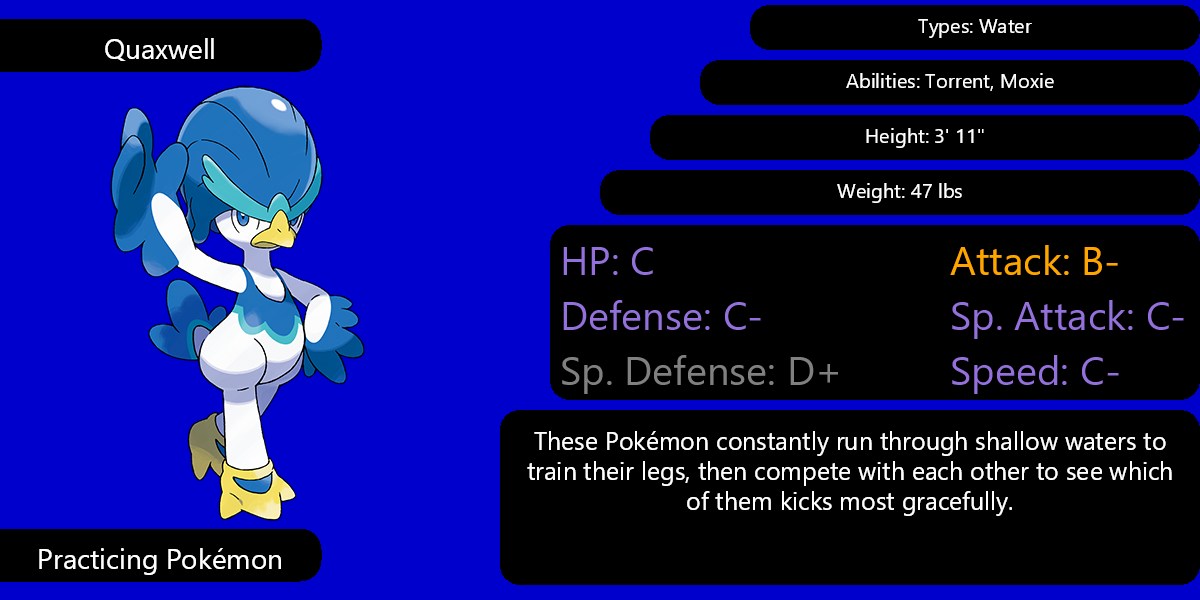 Quaxwell
Types: Water
Abilities: Torrent, Moxie
Height: 3' 11"
Weight: 47 lbs
HP: C
Attack: B-
Defense: C-
Sp. Attack: C-
Sp. Defense: D+
Speed: C-
These Pokémon constantly run through shallow waters to
train their legs, then compete with each other to see which
of them kicks most gracefully.
Practicing Pokémon